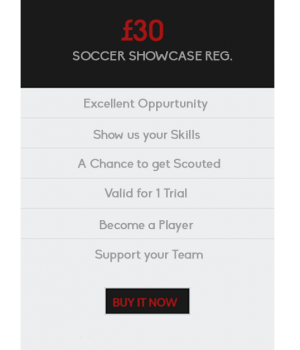 £30
SOCCER SHOWCASE REG.
Excellent Oppurtunity
Show us your Skills
A Chance to get Scouted
Valid for 1 Trial
Become a Player
Support your Team
BUY IT NOW